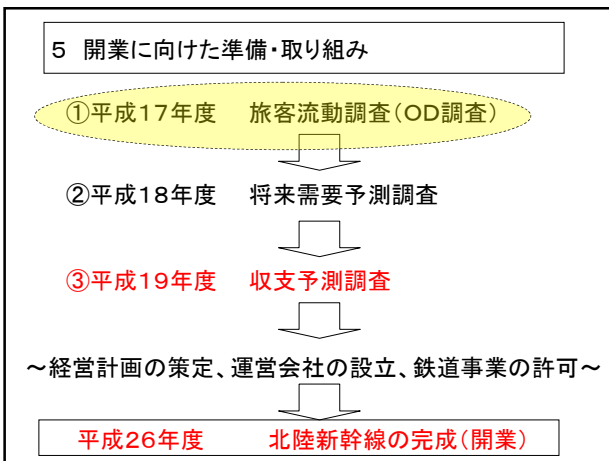 5 開業に向けた準備・取り組み
①平成17年度 旅客流動調査(OD調査)
②平成18年度 将来需要予測調査
③平成19年度 収支予測調査
～経営計画の策定、運営会社の設立、鉄道事業の許可～
平成26年度 北陸新幹線の完成(開業)